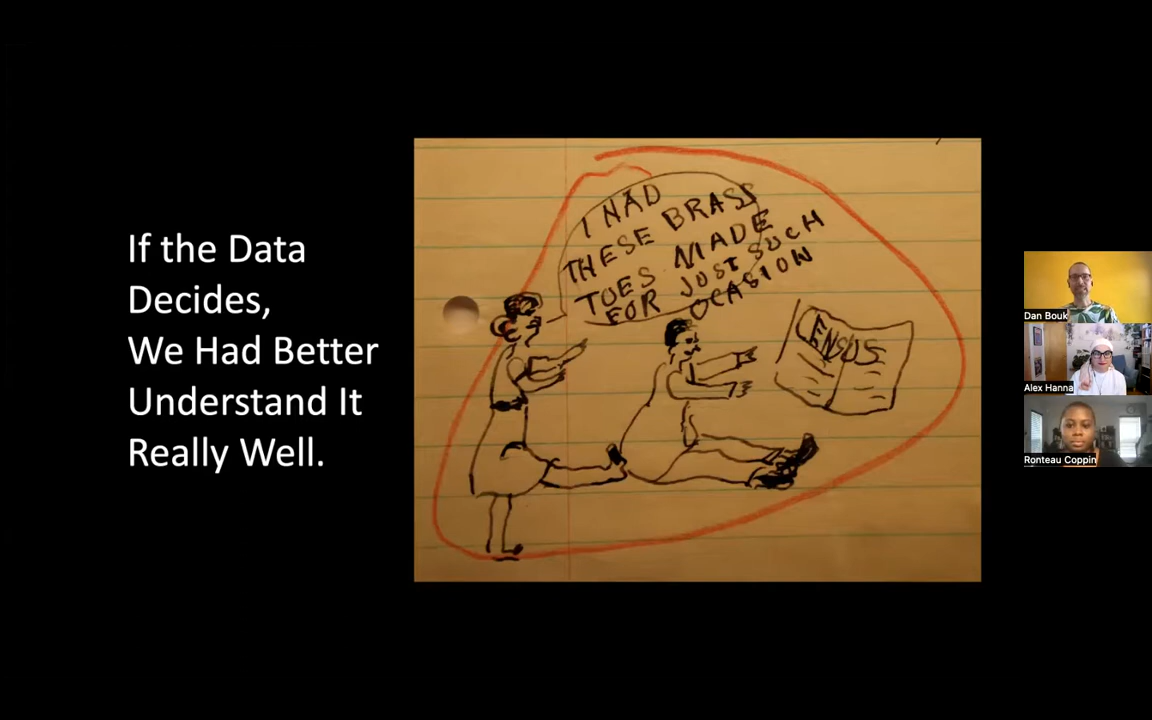 If the Data
Decides,
We Had Better
Understand It
Really Well.
I HAD
THESE BRASS
TOES MADE
FOR JUST SUCH
OCASION
CENSUS
Dan Bouk
Alex Hanna
Ronteau Coppin